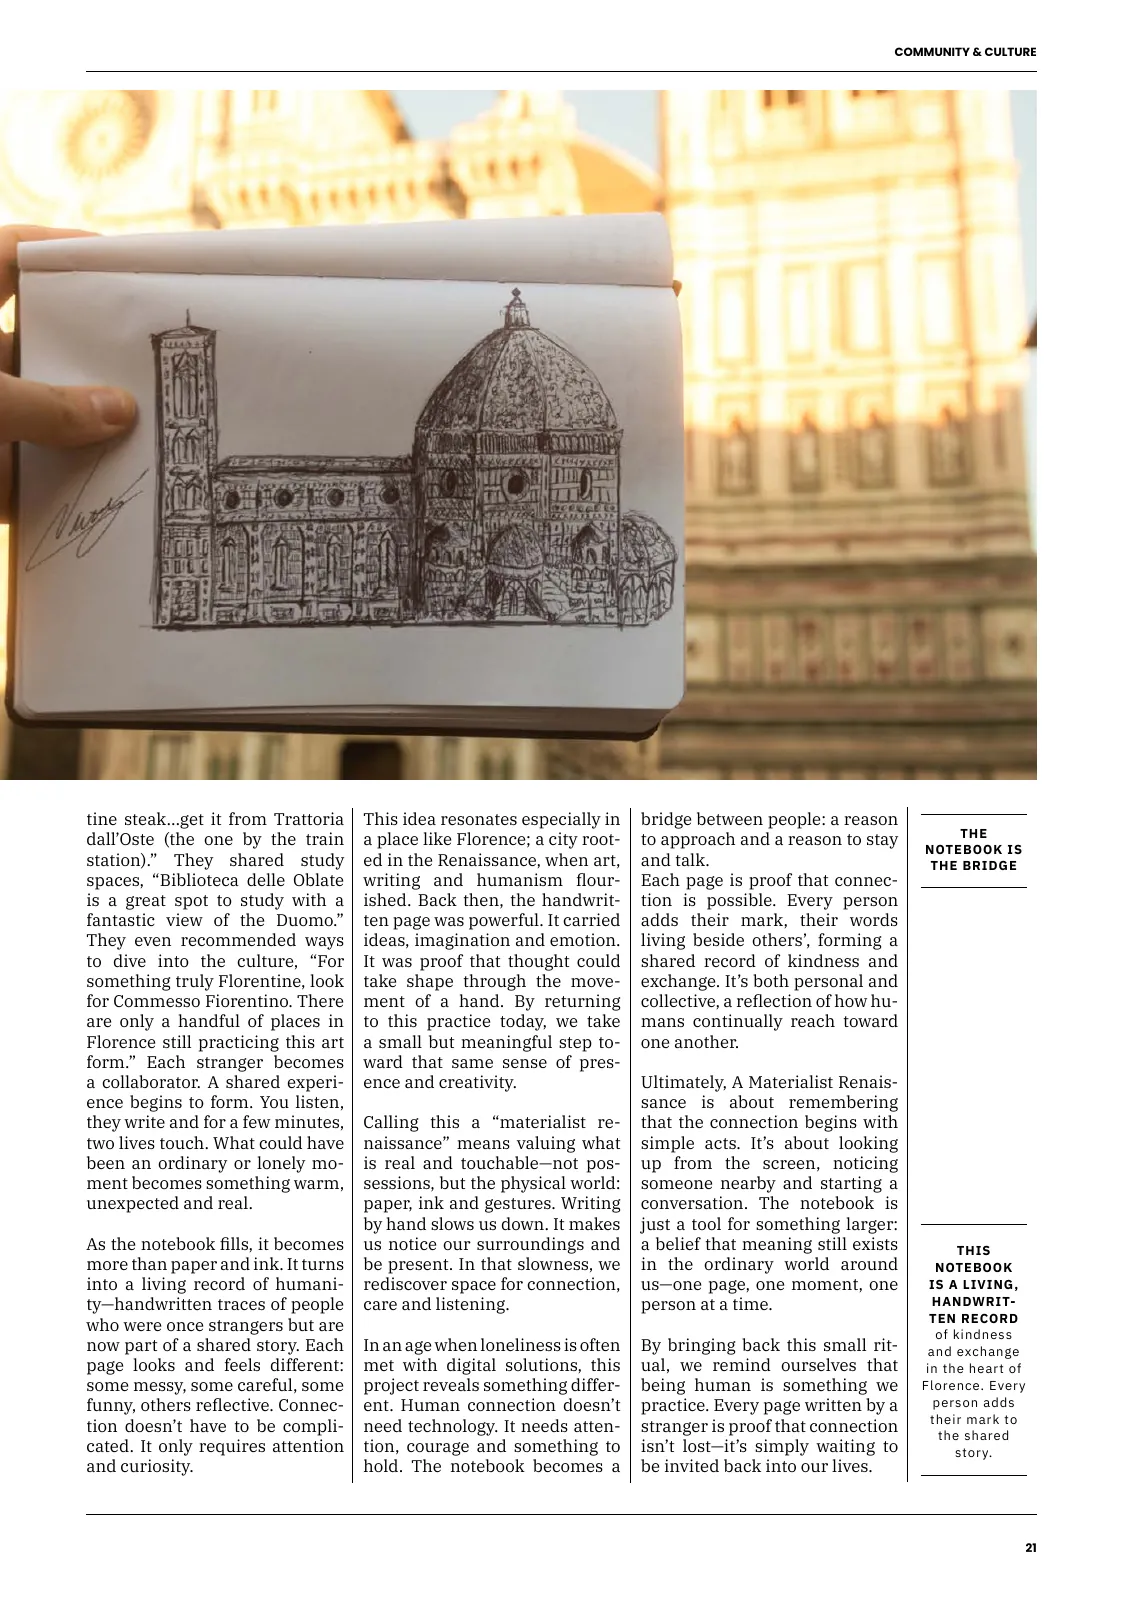 COMMUNITY & CULTURE
tine steak...get it from Trattoria
dall’Oste (the one by the train
station).” They shared study
spaces, “Biblioteca delle Oblate
is a great spot to study with a
fantastic view of the Duomo.”
They even recommended ways
to dive into the culture, “For
something truly Florentine, look
for Commesso Fiorentino. There
are only a handful of places in
Florence still practicing this art
form.” Each stranger becomes
a collaborator. A shared experi-
ence begins to form. You listen,
they write and for a few minutes,
two lives touch. What could have
been an ordinary or lonely mo-
ment becomes something warm,
unexpected and real.
As the notebook fills, it becomes
more than paper and ink. It turns
into a living record of humani-
ty—handwritten traces of people
who were once strangers but are
now part of a shared story. Each
page looks and feels different:
some messy, some careful, some
funny, others reflective. Connec-
tion doesn’t have to be compli-
cated. It only requires attention
and curiosity.
This idea resonates especially in
a place like Florence; a city root-
ed in the Renaissance, when art,
writing and humanism flour-
ished. Back then, the handwrit-
ten page was powerful. It carried
ideas, imagination and emotion.
It was proof that thought could
take shape through the move-
ment of a hand. By returning
to this practice today, we take
a small but meaningful step to-
ward that same sense of pres-
ence and creativity.
Calling this a “materialist re-
naissance” means valuing what
is real and touchable—not pos-
sessions, but the physical world:
paper, ink and gestures. Writing
by hand slows us down. It makes
us notice our surroundings and
be present. In that slowness, we
rediscover space for connection,
care and listening.
In an age when loneliness is often
met with digital solutions, this
project reveals something differ-
ent. Human connection doesn’t
need technology. It needs atten-
tion, courage and something to
hold. The notebook becomes a
bridge between people: a reason
to approach and a reason to stay
and talk.
Each page is proof that connec-
tion is possible. Every person
adds their mark, their words
living beside others’, forming a
shared record of kindness and
exchange. It’s both personal and
collective, a reflection of how hu-
mans continually reach toward
one another.
Ultimately, A Materialist Renais-
sance is about remembering
that the connection begins with
simple acts. It’s about looking
up from the screen, noticing
someone nearby and starting a
conversation. The notebook is
just a tool for something larger:
a belief that meaning still exists
in the ordinary world around
us—one page, one moment, one
person at a time.
By bringing back this small rit-
ual, we remind ourselves that
being human is something we
practice. Every page written by a
stranger is proof that connection
isn’t lost—it’s simply waiting to
be invited back into our lives.
THE
NOTEBOOK IS
THE BRIDGE
THIS
NOTEBOOK
IS A LIVING,
HANDWRIT-
TEN RECORD
of kindness
and exchange
in the heart of
Florence. Every
person adds
their mark to
the shared
story.
21